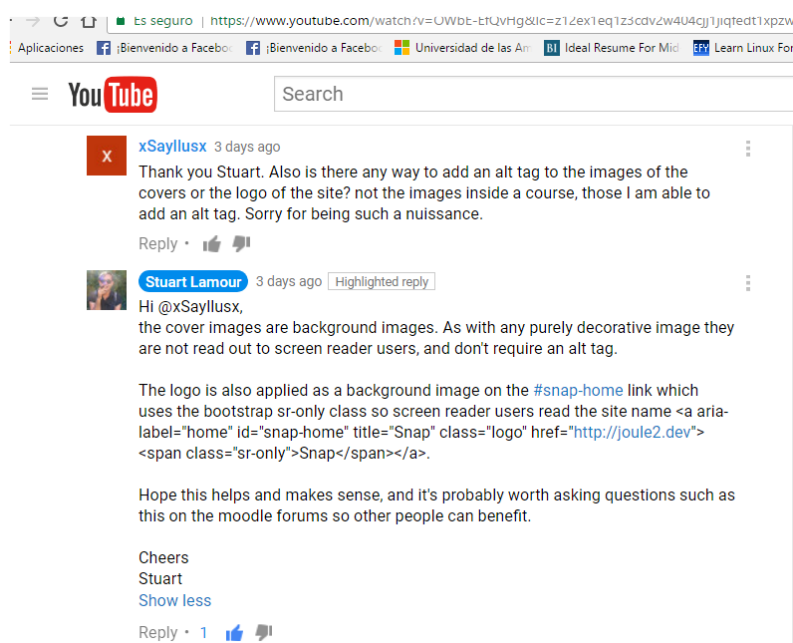 Es seguro | https://www.youtube.com/watch?v=OWbE-EfQvHg&lc=z12ex1eq1z3cdv2w404cjj1jiqfedt1xpzw
Aplicaciones ¡Bienvenido a Faceboo ¡Bienvenido a Faceboo Universidad de las Am BI Ideal Resume For Mid EFY Learn Linux For
YouTube Search
X xSayllusx 3 days ago
Thank you Stuart. Also is there any way to add an alt tag to the images of the
covers or the logo of the site? not the images inside a course, those I am able to
add an alt tag. Sorry for being such a nuissance.
Reply •
Stuart Lamour 3 days ago Highlighted reply
Hi @xSayllusx,
the cover images are background images. As with any purely decorative image they
are not read out to screen reader users, and don't require an alt tag.
The logo is also applied as a background image on the #snap-home link which
uses the bootstrap sr-only class so screen reader users read the site name <a aria-
label="home" id="snap-home" title="Snap" class="logo" href="http://joule2.dev">
<span class="sr-only">Snap</span></a>.
Hope this helps and makes sense, and it's probably worth asking questions such as
this on the moodle forums so other people can benefit.
Cheers
Stuart
Show less
Reply • 1